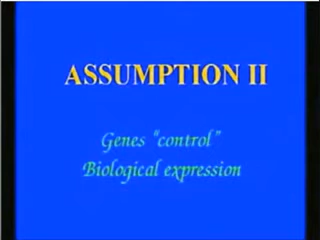 ASSUMPTION II
Genes "control"
Biological expression